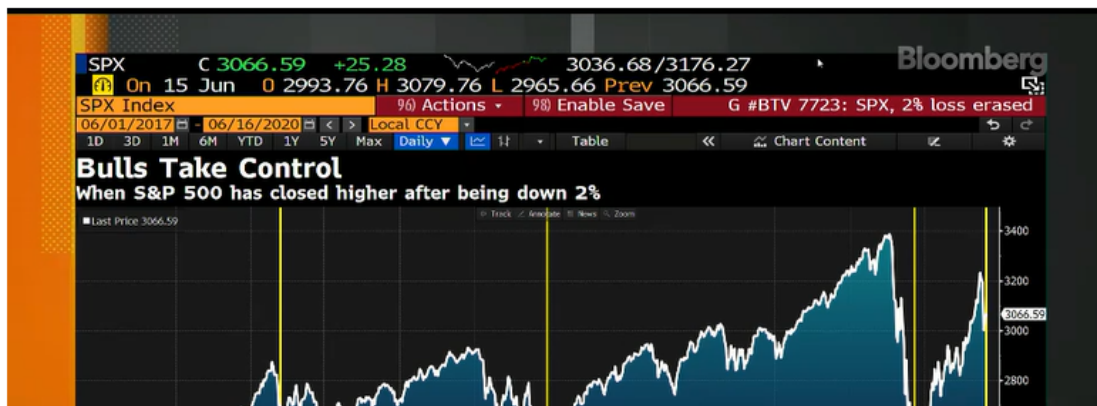 Bloomberg
SPX C 3066.59 +25.28 3036.68/3176.27
On 15 Jun O 2993.76 H 3079.76 L 2965.66 Prev 3066.59
SPX Index 96) Actions 98) Enable Save G #BTV 7723: SPX, 2% loss erased
06/01/2017 - 06/16/2020 < > Local CCY
1D 3D 1M 6M YTD 1Y 5Y Max Daily ▼ Table « Chart Content
Bulls Take Control
When S&P 500 has closed higher after being down 2%
Last Price 3066.59 Track Annotate News Zoom
3400
3200
3066.59
3000
2800